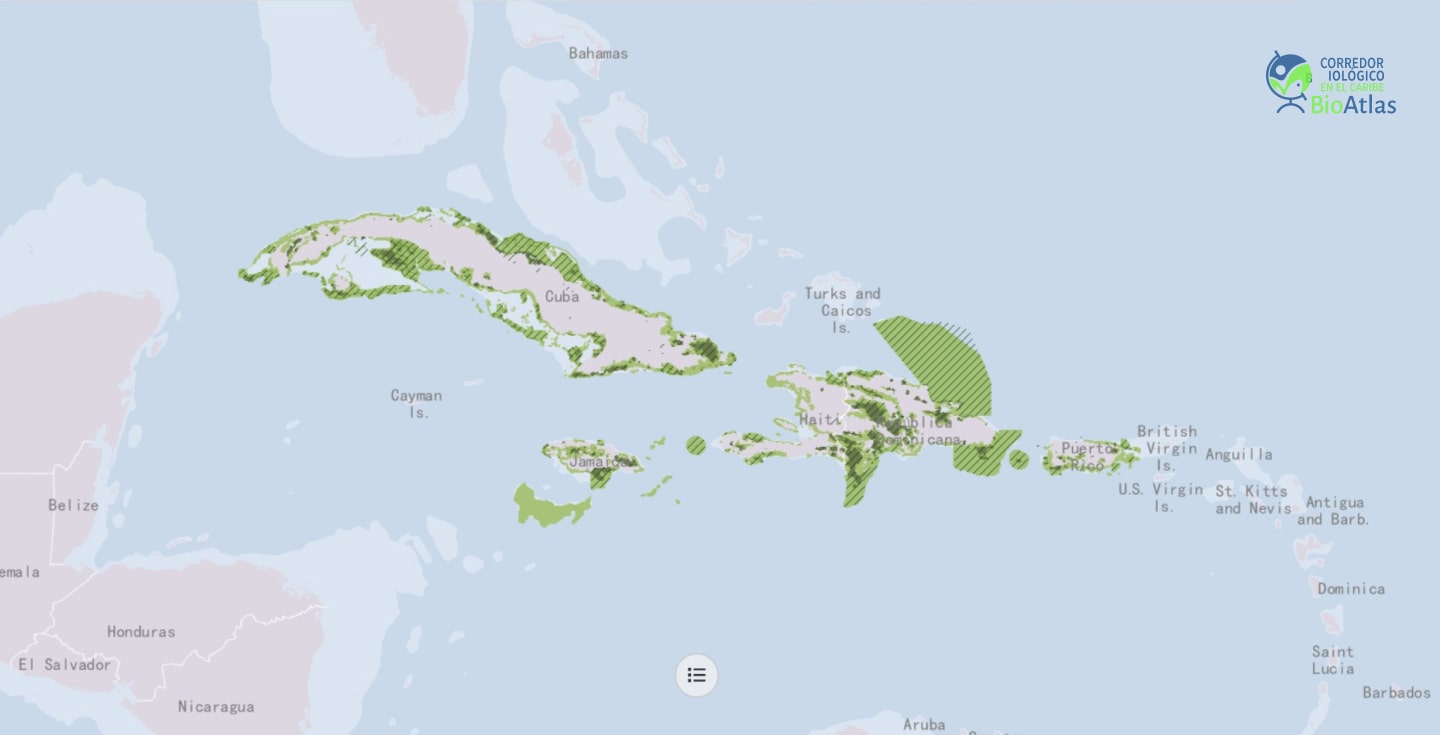 Bahamas
CORREDOR
B IOLÓGICO
EN EL CARIBE
BioAtlas
Cuba
Turks and
Caicos
Is.
Cayman
Is.
Haiti
República
Dominicana
Jamaica
Puerto
Rico
British
Virgin
Is.
Anguilla
U.S. Virgin
Is.
St. Kitts
and Nevis
Antigua
and Barb.
Belize
emala
Dominica
Honduras
El Salvador
Saint
Lucia
Barbados
Nicaragua
Aruba